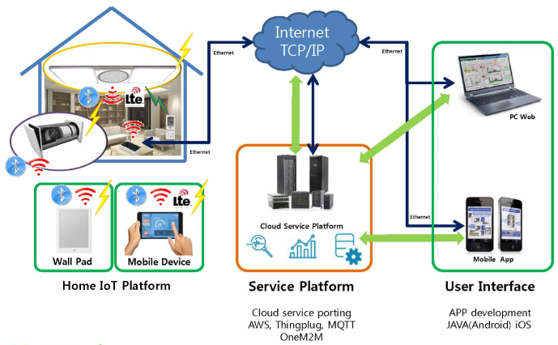 Internet
TCP/IP
Ethernet
Ethernet
LTE
Ethernet
PC Web
Cloud Service Platform
LTE
Ethernet
Wall Pad
Mobile Device
Mobile App
Home IoT Platform
Service Platform
User Interface
Cloud service porting
AWS, Thingplug, MQTT
OneM2M
APP development
JAVA(Android) iOS